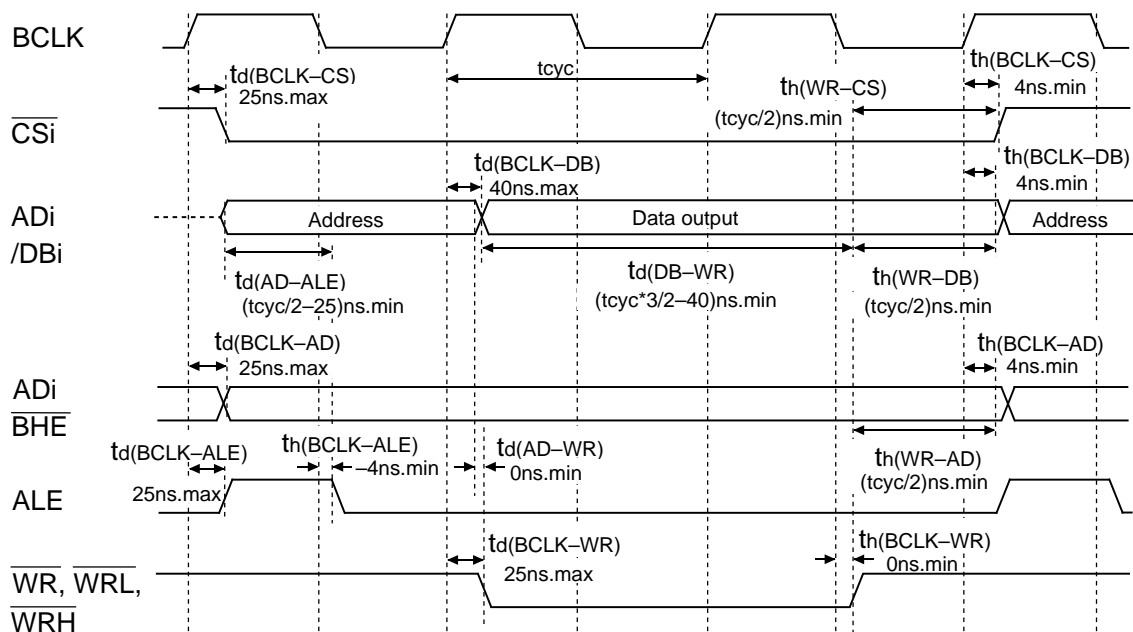 BCLK
td(BCLK–CS)
25ns.max
tcyc
th(WR–CS)
(tcyc/2)ns.min
th(BCLK–CS)
4ns.min
CSi
td(BCLK–DB)
40ns.max
th(BCLK–DB)
4ns.min
ADi
/DBi
Address
Data output
Address
td(AD–ALE)
(tcyc/2–25)ns.min
td(DB–WR)
(tcyc*3/2–40)ns.min
th(WR–DB)
(tcyc/2)ns.min
td(BCLK–AD)
25ns.max
th(BCLK–AD)
4ns.min
ADi
BHE
td(BCLK–ALE)
25ns.max
th(BCLK–ALE)
–4ns.min
td(AD–WR)
0ns.min
th(WR–AD)
(tcyc/2)ns.min
ALE
td(BCLK–WR)
25ns.max
th(BCLK–WR)
0ns.min
WR, WRL,
WRH